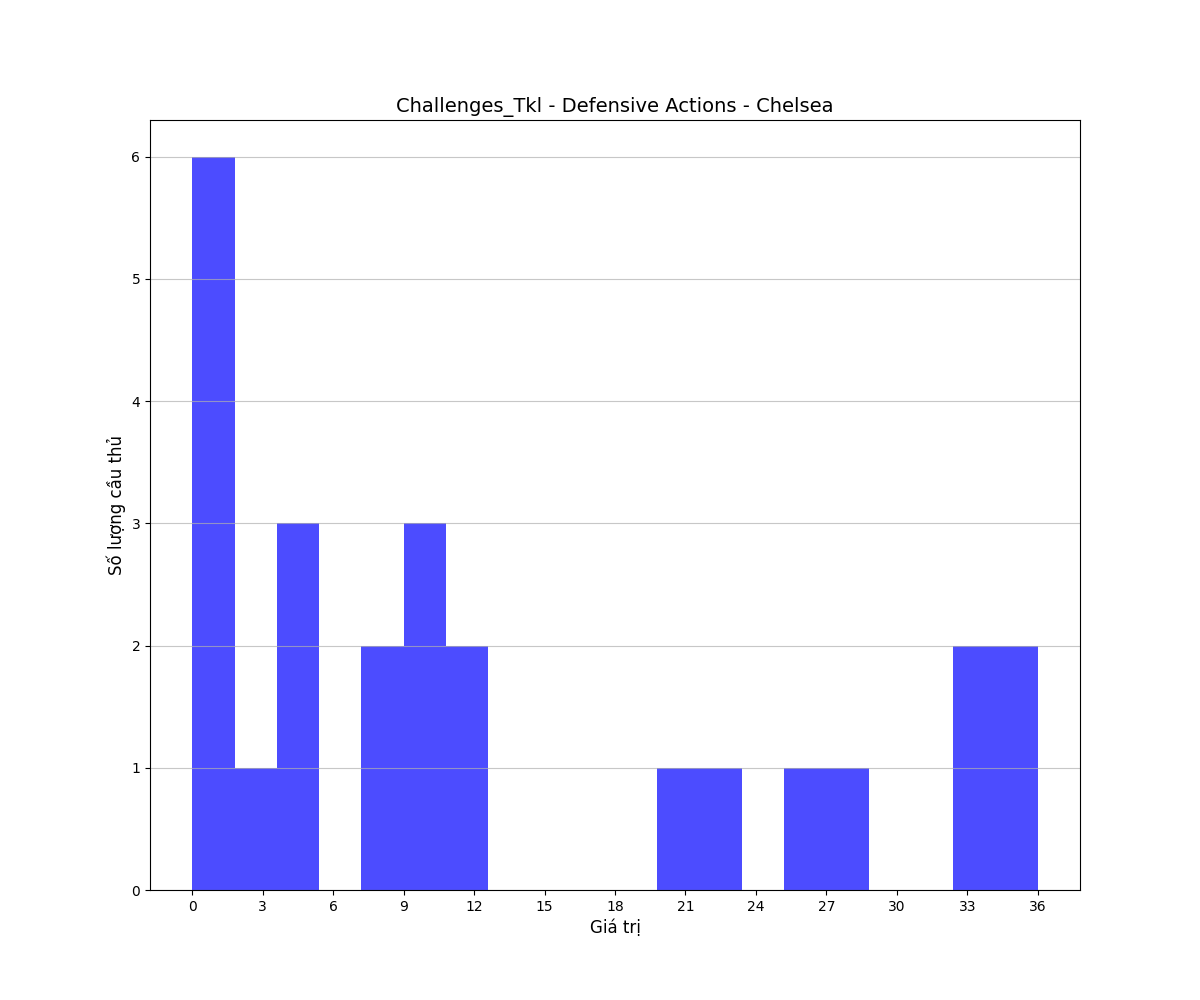 Challenges_Tkl - Defensive Actions - Chelsea
6
5
4
3
2
1
0
Số lượng cầu thủ
0 3 6 9 12 15 18 21 24 27 30 33 36
Giá trị